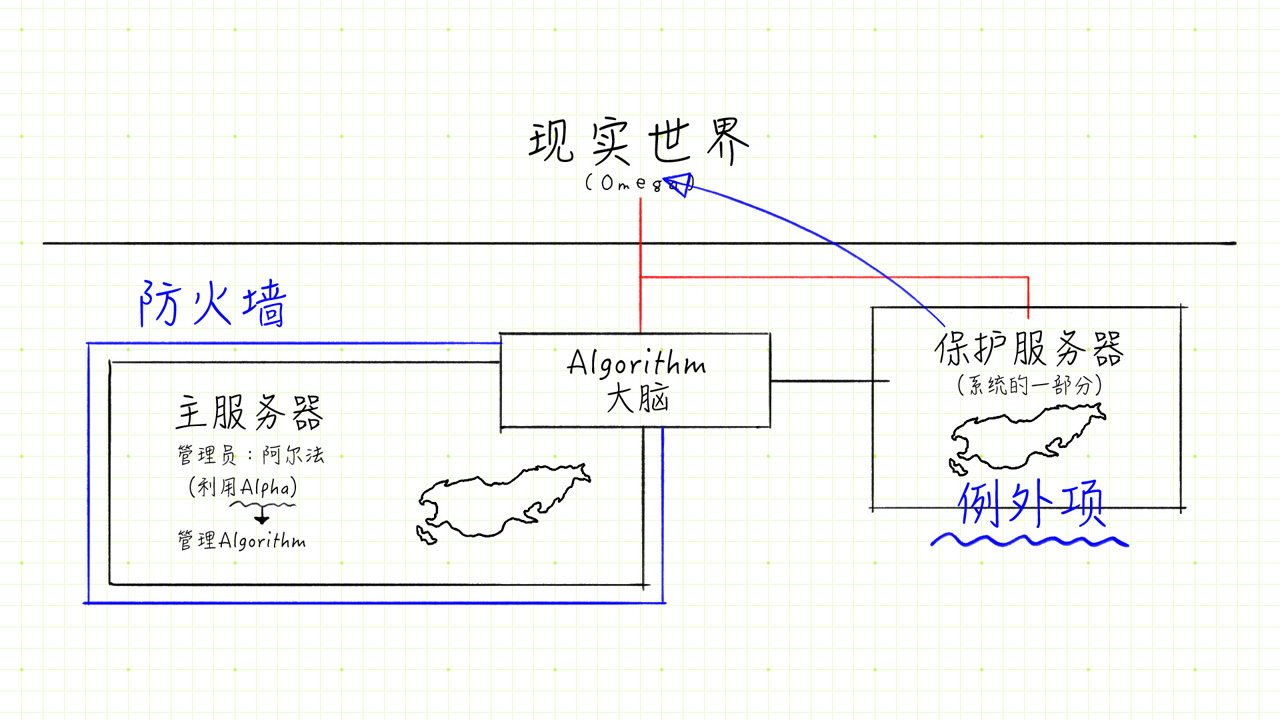 现实世界
(Omega)
防火墙
Algorithm
大脑
主服务器
管理员：阿尔法
(利用Alpha)
管理Algorithm
保护服务器
(系统的一部分)
例外项